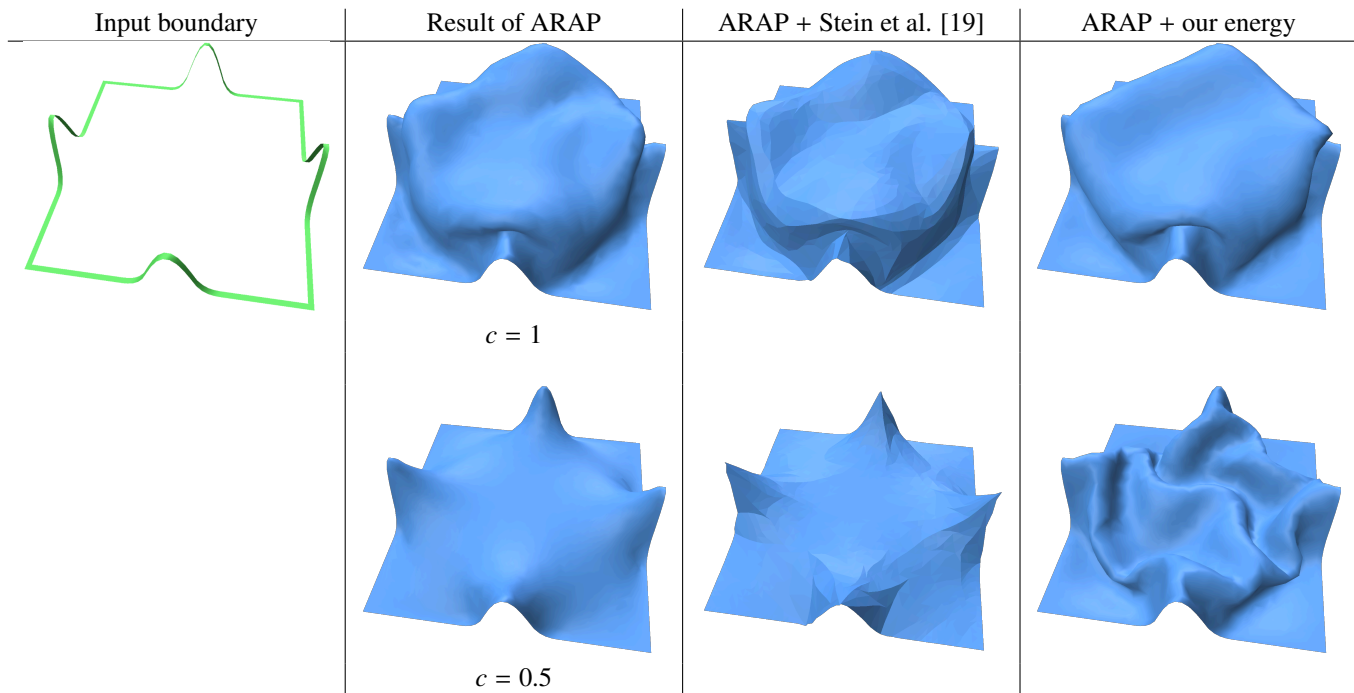 Input boundary
Result of ARAP
ARAP + Stein et al. [19]
ARAP + our energy
c = 1
c = 0.5